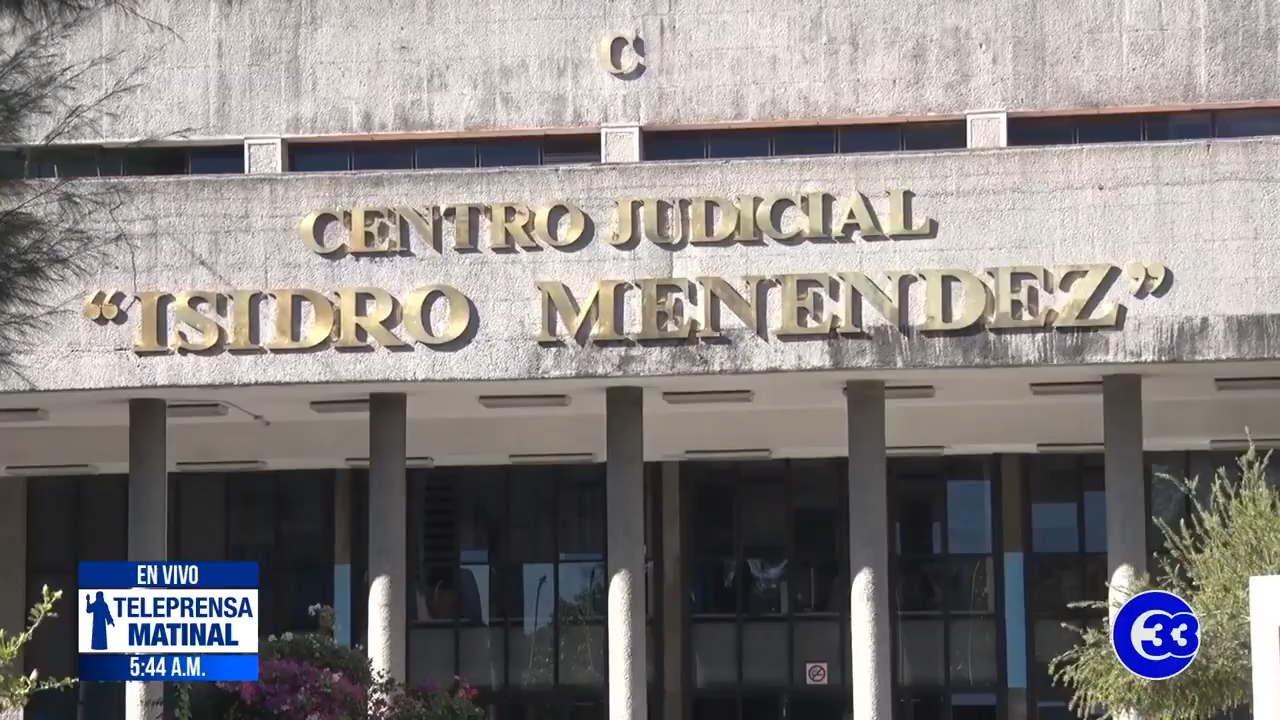 C
CENTRO JUDICIAL
“ISIDRO MENENDEZ”
EN VIVO
TELEPRENSA
MATINAL
5:44 A.M.
33